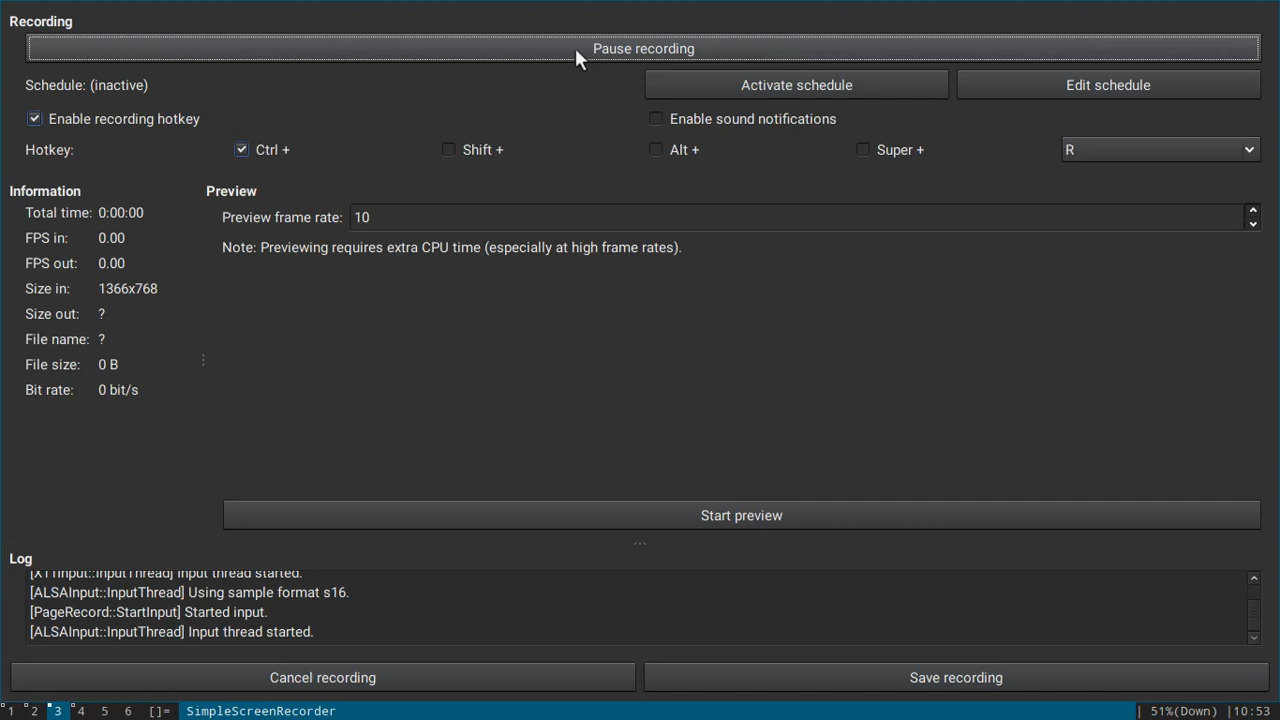 Recording
Pause recording
Schedule: (inactive)
Activate schedule
Edit schedule
Enable recording hotkey
Enable sound notifications
Hotkey:
Ctrl +
Shift +
Alt +
Super +
R
Information
Total time: 0:00:00
FPS in: 0.00
FPS out: 0.00
Size in: 1366x768
Size out: ?
File name: ?
File size: 0 B
Bit rate: 0 bit/s
Preview
Preview frame rate: 10
Note: Previewing requires extra CPU time (especially at high frame rates).
Start preview
Log
[X11Input::InputThread] Input thread started.
[ALSAInput::InputThread] Using sample format s16.
[PageRecord::StartInput] Started input.
[ALSAInput::InputThread] Input thread started.
Cancel recording
Save recording
1 2 3 4 5 6 []= SimpleScreenRecorder | 51%(Down) |10:53